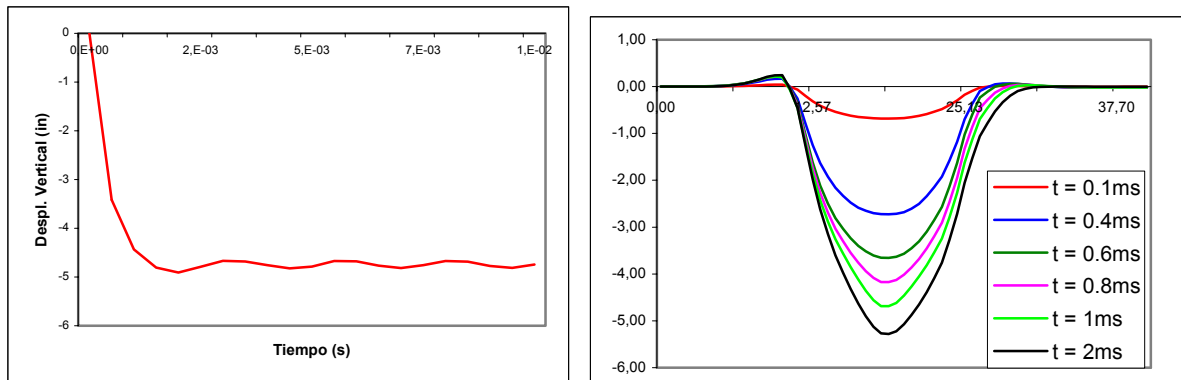 0
0,E+00 2,E-03 5,E-03 7,E-03 1,E-02
-1
-2
-3
-4
-5
-6
Despl. Vertical (in)
Tiempo (s)
1,00
0,00
0,00 12,57 25,13 37,70
-1,00
-2,00
-3,00
-4,00
-5,00
-6,00
t = 0.1ms
t = 0.4ms
t = 0.6ms
t = 0.8ms
t = 1ms
t = 2ms